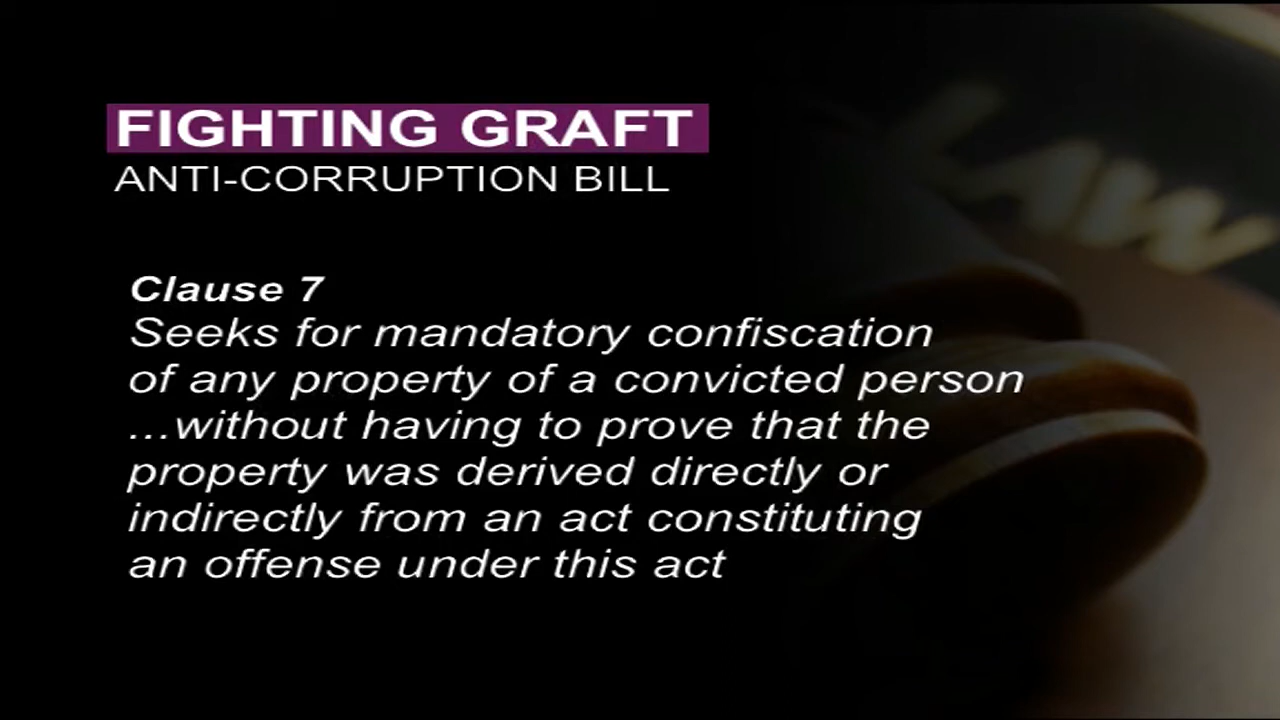 FIGHTING GRAFT
ANTI-CORRUPTION BILL
LAW
Clause 7
Seeks for mandatory confiscation
of any property of a convicted person
...without having to prove that the
property was derived directly or
indirectly from an act constituting
an offense under this act